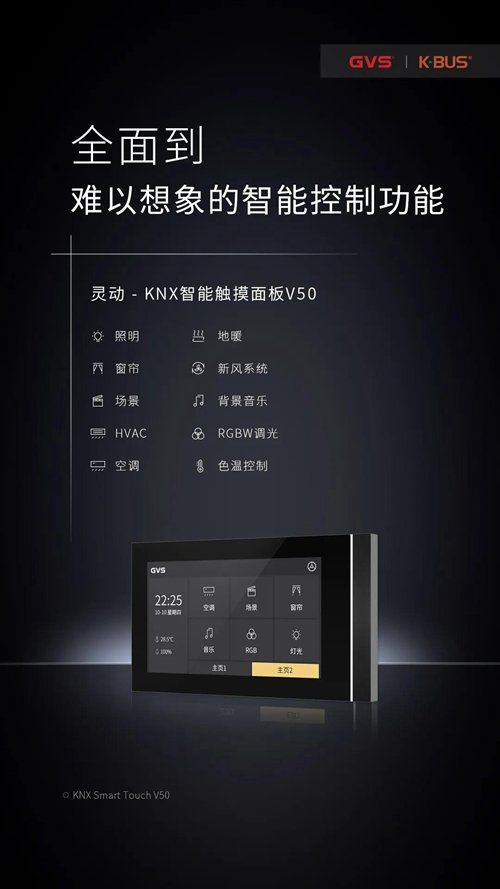 GVS | K-BUS
全面到
难以想象的智能控制功能
灵动 - KNX智能触摸面板V50
照明
地暖
窗帘
新风系统
场景
背景音乐
HVAC
RGBW调光
空调
色温控制
GVS
22:25
10-10 星期四
28.5℃
100%
空调
场景
窗帘
音乐
RGB
灯光
主页1
主页2
KNX Smart Touch V50